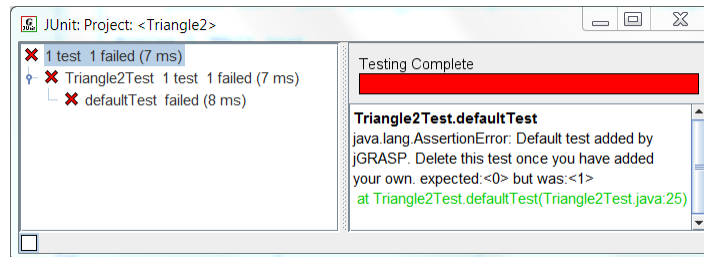 JUnit: Project: <Triangle2>
1 test 1 failed (7 ms)
Triangle2Test 1 test 1 failed (7 ms)
defaultTest failed (8 ms)
Testing Complete
Triangle2Test.defaultTest
java.lang.AssertionError: Default test added by
jGRASP. Delete this test once you have added
your own. expected:<0> but was:<1>
at Triangle2Test.defaultTest(Triangle2Test.java:25)